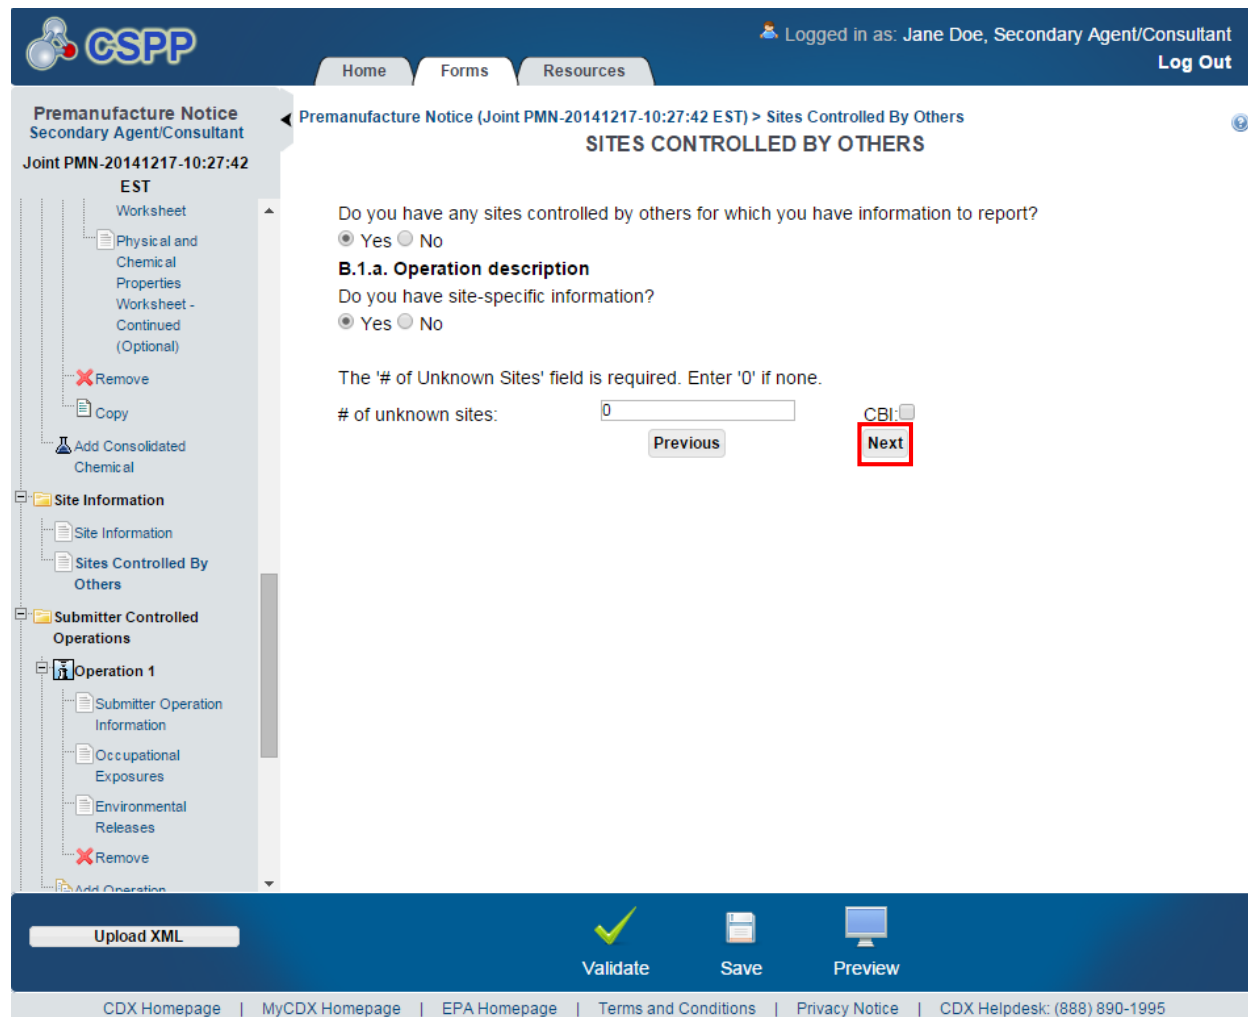 CSPP
Logged in as: Jane Doe, Secondary Agent/Consultant
Log Out
Home
Forms
Resources
Premanufacture Notice
Secondary Agent/Consultant
Joint PMN-20141217-10:27:42
EST
Worksheet
Physical and
Chemical
Properties
Worksheet -
Continued
(Optional)
Remove
Copy
Add Consolidated
Chemical
Site Information
Site Information
Sites Controlled By
Others
Submitter Controlled
Operations
Operation 1
Submitter Operation
Information
Occupational
Exposures
Environmental
Releases
Remove
Add Operation
Premanufacture Notice (Joint PMN-20141217-10:27:42 EST) > Sites Controlled By Others
SITES CONTROLLED BY OTHERS
Do you have any sites controlled by others for which you have information to report?
Yes No
B.1.a. Operation description
Do you have site-specific information?
Yes No
The '# of Unknown Sites' field is required. Enter '0' if none.
# of unknown sites: 0 CBI:
Previous Next
Upload XML
Validate Save Preview
CDX Homepage | MyCDX Homepage | EPA Homepage | Terms and Conditions | Privacy Notice | CDX Helpdesk: (888) 890-1995